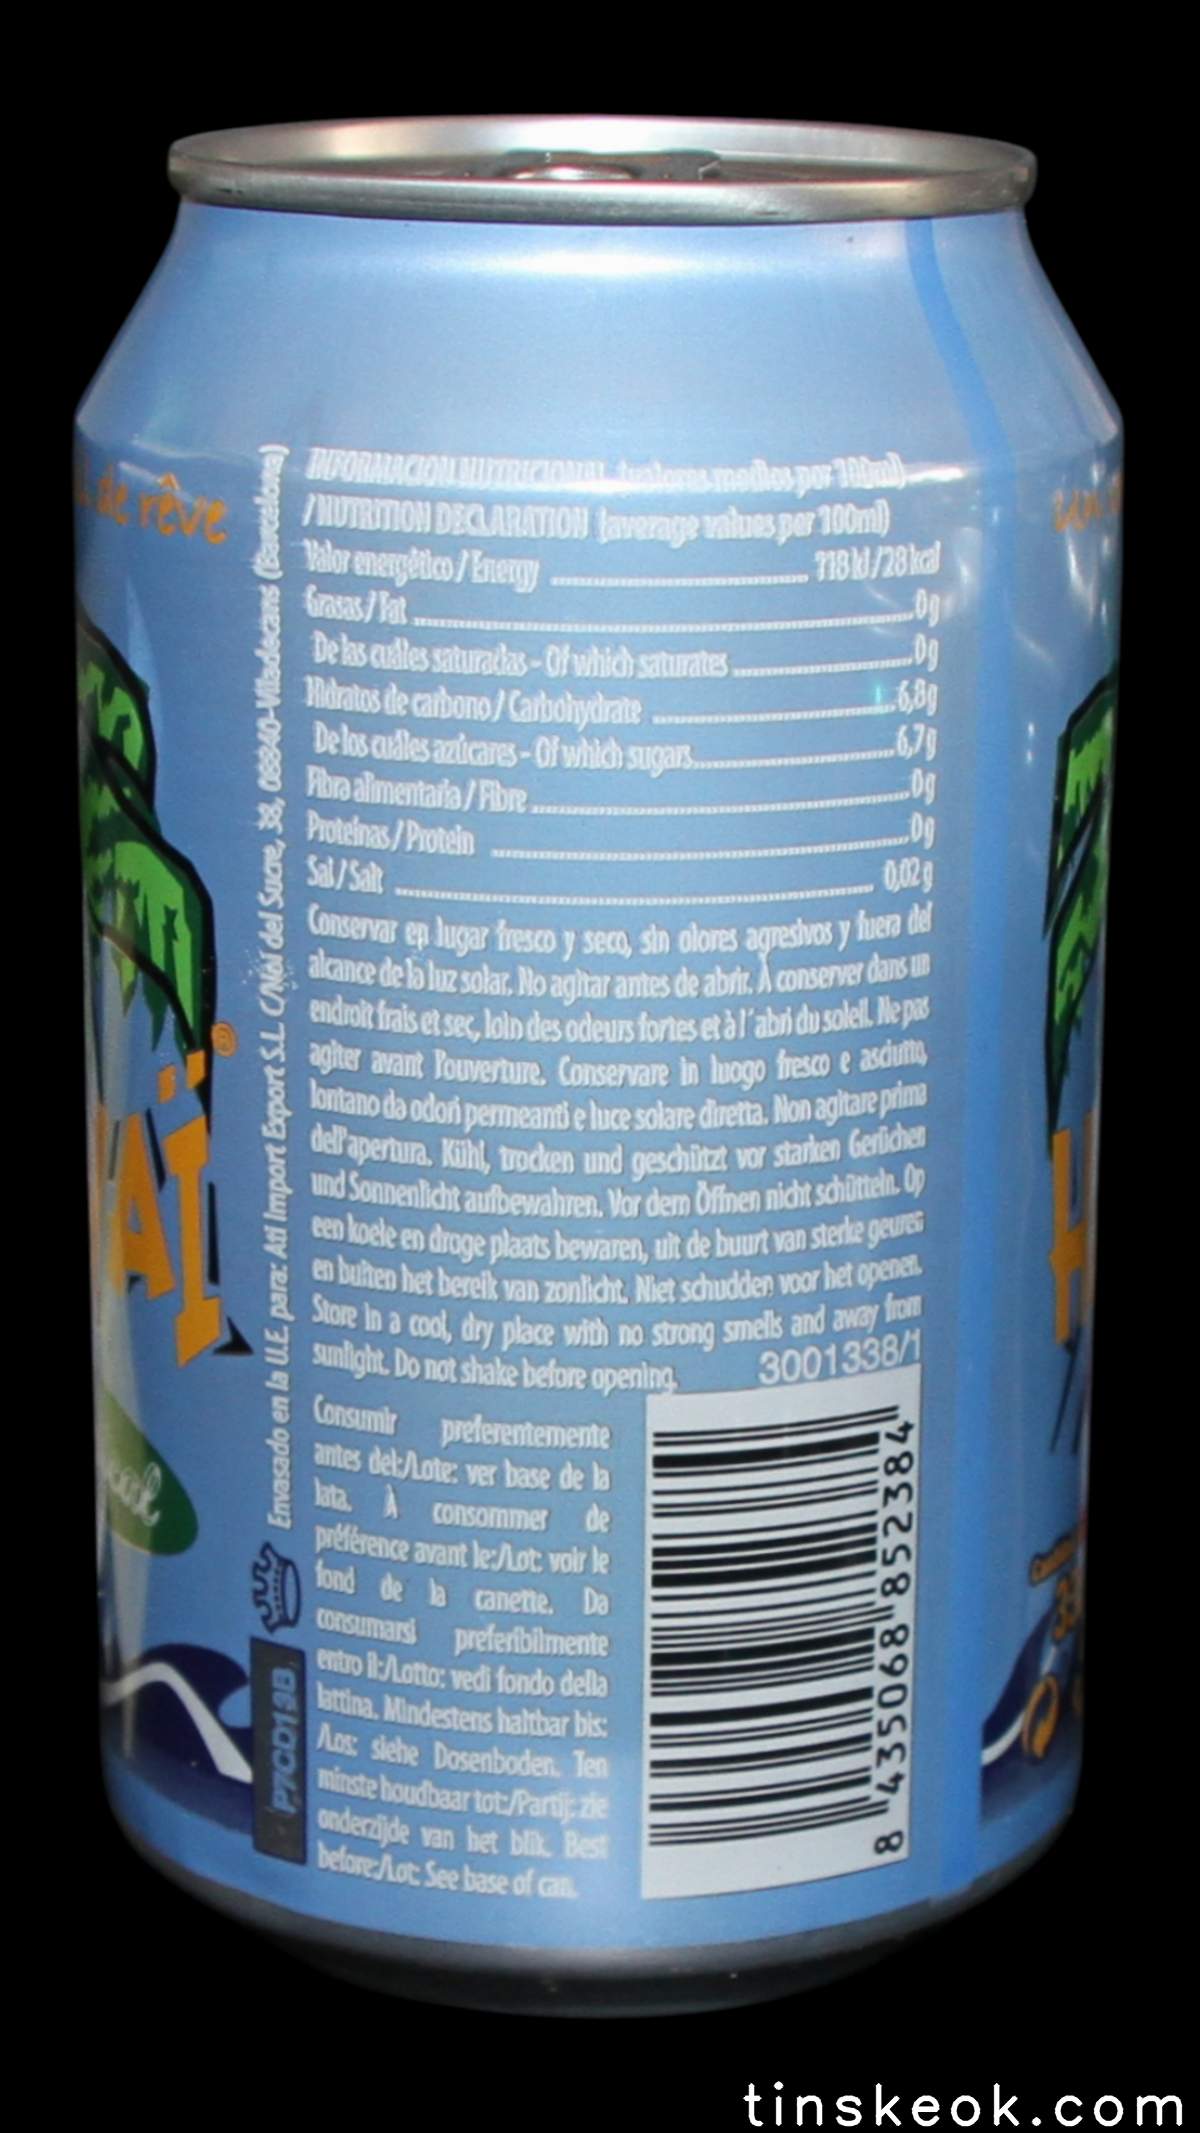 de rêve
AÏ
®
Envasado en la U.E. para: Ati Import Export S.L. C/Noi del Sucre, 38, 08840-Viladecans (Barcelona)
P7CD13B
INFORMACION NUTRICIONAL (valores medios por 100ml)
/ NUTRITION DECLARATION (average values per 100ml)
Valor energético / Energy 118 kJ / 28 kcal
Grasas / Fat 0 g
De las cuáles saturadas - Of which saturates 0 g
Hidratos de carbono / Carbohydrate 6,8g
De los cuáles azúcares - Of which sugars 6,7g
Fibra alimentaria / Fibre 0g
Proteínas / Protein 0g
Sal / Salt 0,02 g
Conservar en lugar fresco y seco, sin olores agresivos y fuera del
alcance de la luz solar. No agitar antes de abrir. À conserver dans un
endroit frais et sec, loin des odeurs fortes et à l´abri du soleil. Ne pas
agiter avant l'ouverture. Conservare in luogo fresco e asciutto,
lontano da odori permeanti e luce solare diretta. Non agitare prima
dell'apertura. Kühl, trocken und geschützt vor starken Gerüchen
und Sonnenlicht aufbewahren. Vor dem Öffnen nicht schütteln. Op
een koele en droge plaats bewaren, uit de buurt van sterke geuren
en buiten het bereik van zonlicht. Niet schudden voor het openen.
Store in a cool, dry place with no strong smells and away from
sunlight. Do not shake before opening.
3001338/1
Consumir preferentemente
antes del:/Lote: ver base de la
lata. À consommer de
préférence avant le:/Lot: voir le
fond de la canette. Da
consumarsi preferibilmente
entro il:/Lotto: vedi fondo della
lattina. Mindestens haltbar bis:
/Los: siehe Dosenboden. Ten
minste houdbaar tot:/Partij: zie
onderzijde van het blik. Best
before:/Lot: See base of can.
8 435068 852384
H
tinskeok.com